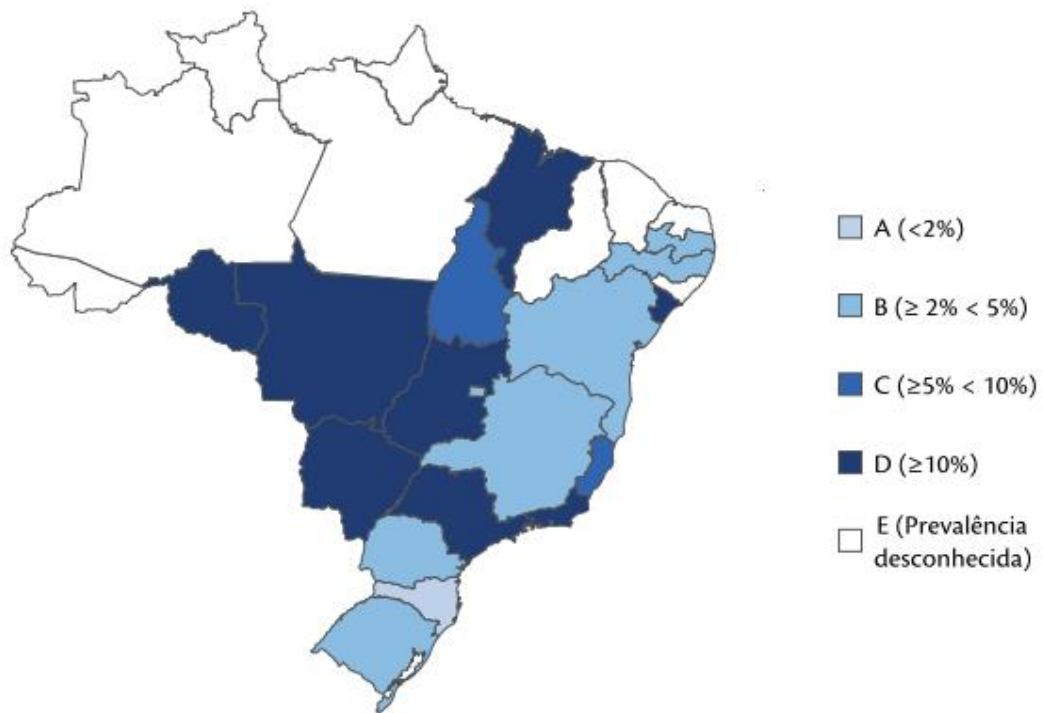 A (<2%)
B (≥ 2% < 5%)
C (≥5% < 10%)
D (≥10%)
E (Prevalência
desconhecida)